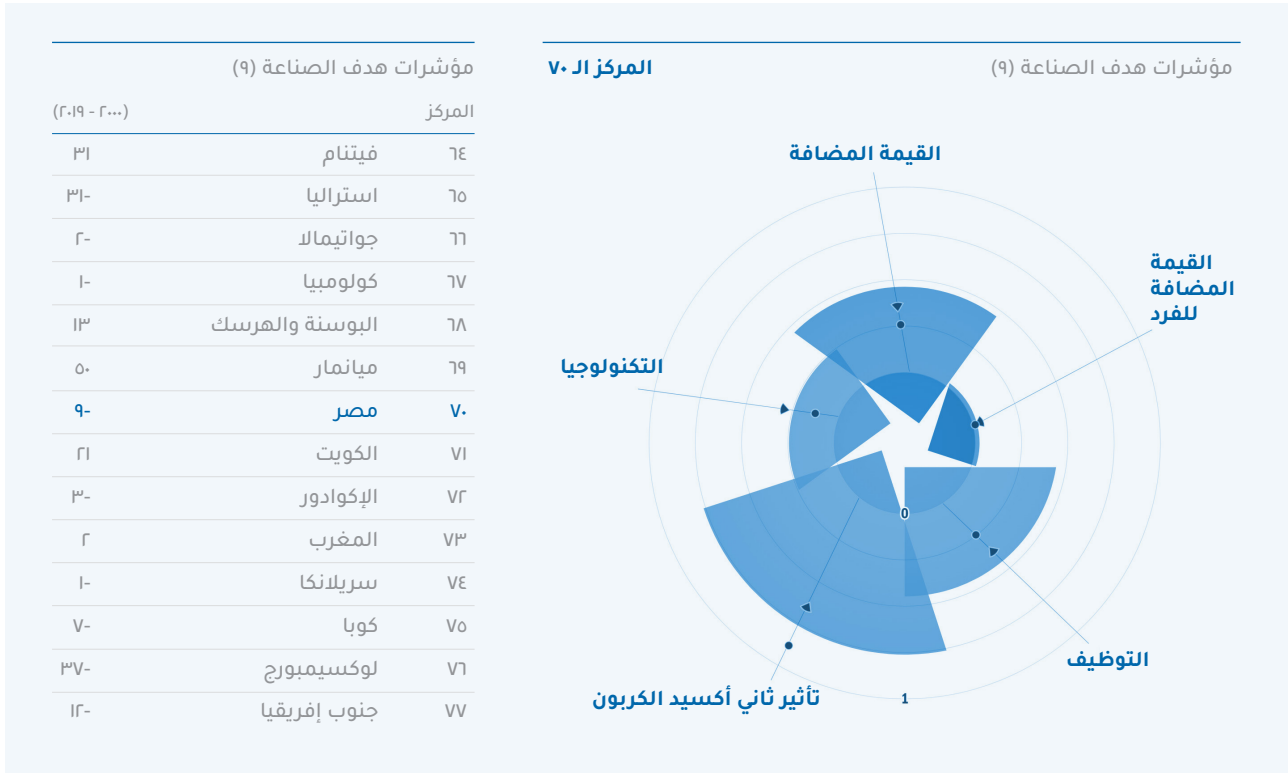 مؤشرات هدف الصناعة (٩)
المركز الـ ٧٠
القيمة المضافة
القيمة
المضافة
للفرد
التكنولوجيا
0
التوظيف
تأثير ثاني أكسيد الكربون
1
مؤشرات هدف الصناعة (٩)
المركز (٢٠٠٠ - ٢٠١٩)
٦٤ فيتنام ٣١
٦٥ استراليا -٣١
٦٦ جواتيمالا -٢
٦٧ كولومبيا -١
٦٨ البوسنة والهرسك ١٣
٦٩ ميانمار ٥٠
٧٠ مصر -٩
٧١ الكويت ٢١
٧٢ الإكوادور -٣
٧٣ المغرب ٢
٧٤ سريلانكا -١
٧٥ كوبا -٧
٧٦ لوكسيمبورج -٣٧
٧٧ جنوب إفريقيا -١٢